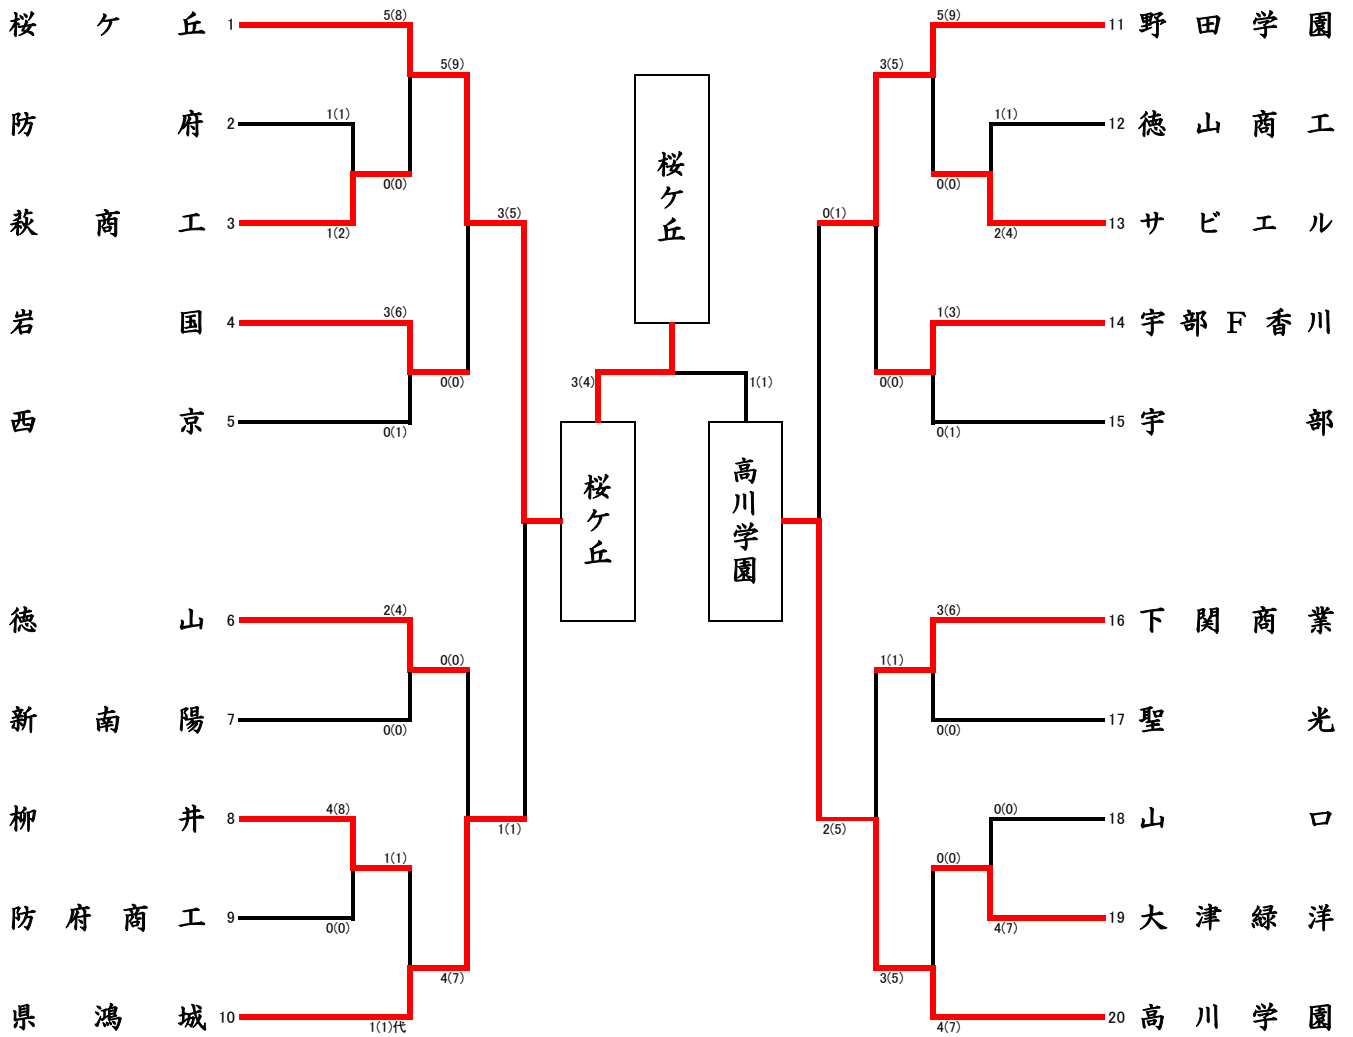 桜ケ丘 1
防府 2
萩商工 3
岩国 4
西京 5
徳山 6
新南陽 7
柳井 8
防府商工 9
県鴻城 10
5(8)
1(1)
5(9)
0(0)
1(2)
3(5)
3(6)
0(0)
0(1)
2(4)
0(0)
0(0)
4(8)
1(1)
1(1)
0(0)
4(7)
1(1)代
桜ケ丘
3(4)
1(1)
桜ケ丘
高川学園
5(9)
3(5)
1(1)
0(0)
0(1)
2(4)
1(3)
0(0)
0(1)
3(6)
1(1)
0(0)
0(0)
2(5)
0(0)
4(7)
3(5)
4(7)
11 野田学園
12 徳山商工
13 サビエル
14 宇部F香川
15 宇部
16 下関商業
17 聖光
18 山口
19 大津緑洋
20 高川学園